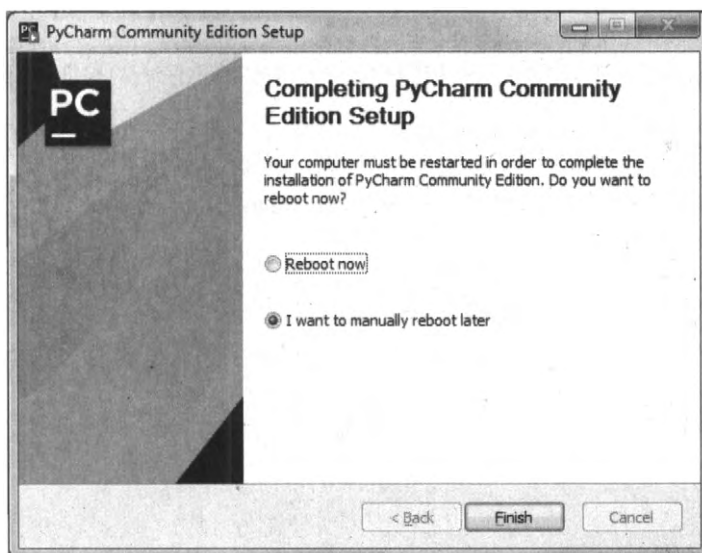 PyCharm Community Edition Setup
PC
Completing PyCharm Community
Edition Setup
Your computer must be restarted in order to complete the
installation of PyCharm Community Edition. Do you want to
reboot now?
Reboot now
I want to manually reboot later
< Back
Finish
Cancel